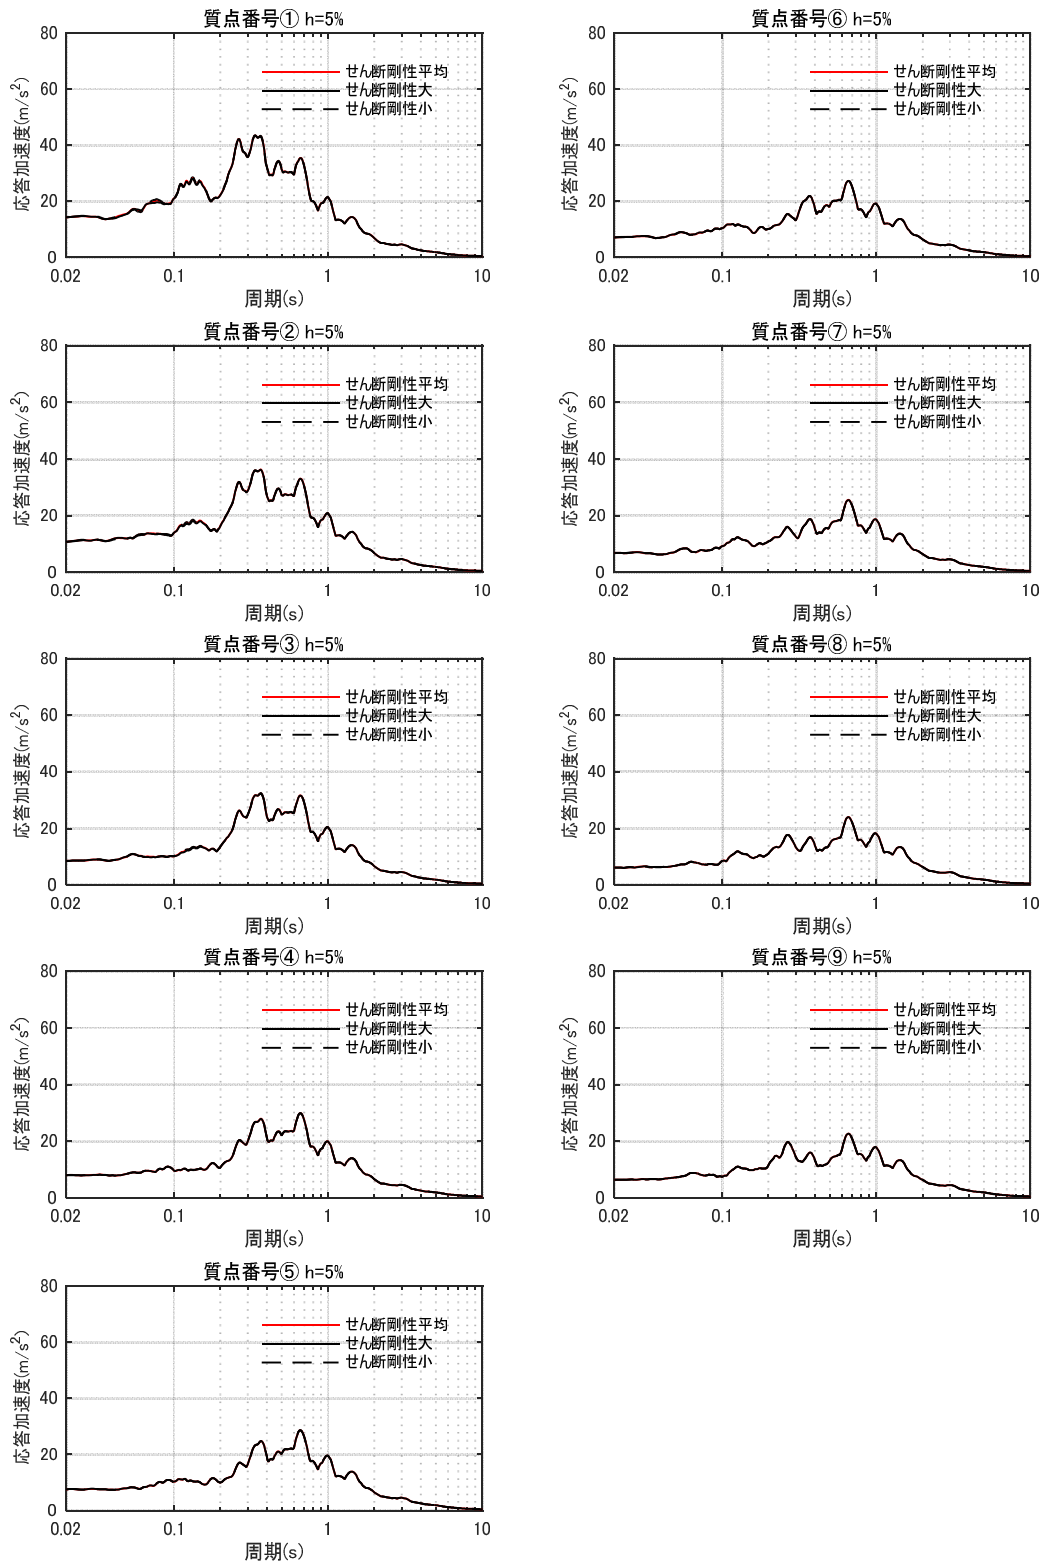 質点番号① h=5%
80
60
40
20
0
応答加速度(m/s²)
せん断剛性平均
せん断剛性大
せん断剛性小
0.02
0.1
1
10
周期(s)
質点番号⑥ h=5%
80
60
40
20
0
応答加速度(m/s²)
せん断剛性平均
せん断剛性大
せん断剛性小
0.02
0.1
1
10
周期(s)
質点番号② h=5%
80
60
40
20
0
応答加速度(m/s²)
せん断剛性平均
せん断剛性大
せん断剛性小
0.02
0.1
1
10
周期(s)
質点番号⑦ h=5%
80
60
40
20
0
応答加速度(m/s²)
せん断剛性平均
せん断剛性大
せん断剛性小
0.02
0.1
1
10
周期(s)
質点番号③ h=5%
80
60
40
20
0
応答加速度(m/s²)
せん断剛性平均
せん断剛性大
せん断剛性小
0.02
0.1
1
10
周期(s)
質点番号⑧ h=5%
80
60
40
20
0
応答加速度(m/s²)
せん断剛性平均
せん断剛性大
せん断剛性小
0.02
0.1
1
10
周期(s)
質点番号④ h=5%
80
60
40
20
0
応答加速度(m/s²)
せん断剛性平均
せん断剛性大
せん断剛性小
0.02
0.1
1
10
周期(s)
質点番号⑨ h=5%
80
60
40
20
0
応答加速度(m/s²)
せん断剛性平均
せん断剛性大
せん断剛性小
0.02
0.1
1
10
周期(s)
質点番号⑤ h=5%
80
60
40
20
0
応答加速度(m/s²)
せん断剛性平均
せん断剛性大
せん断剛性小
0.02
0.1
1
10
周期(s)